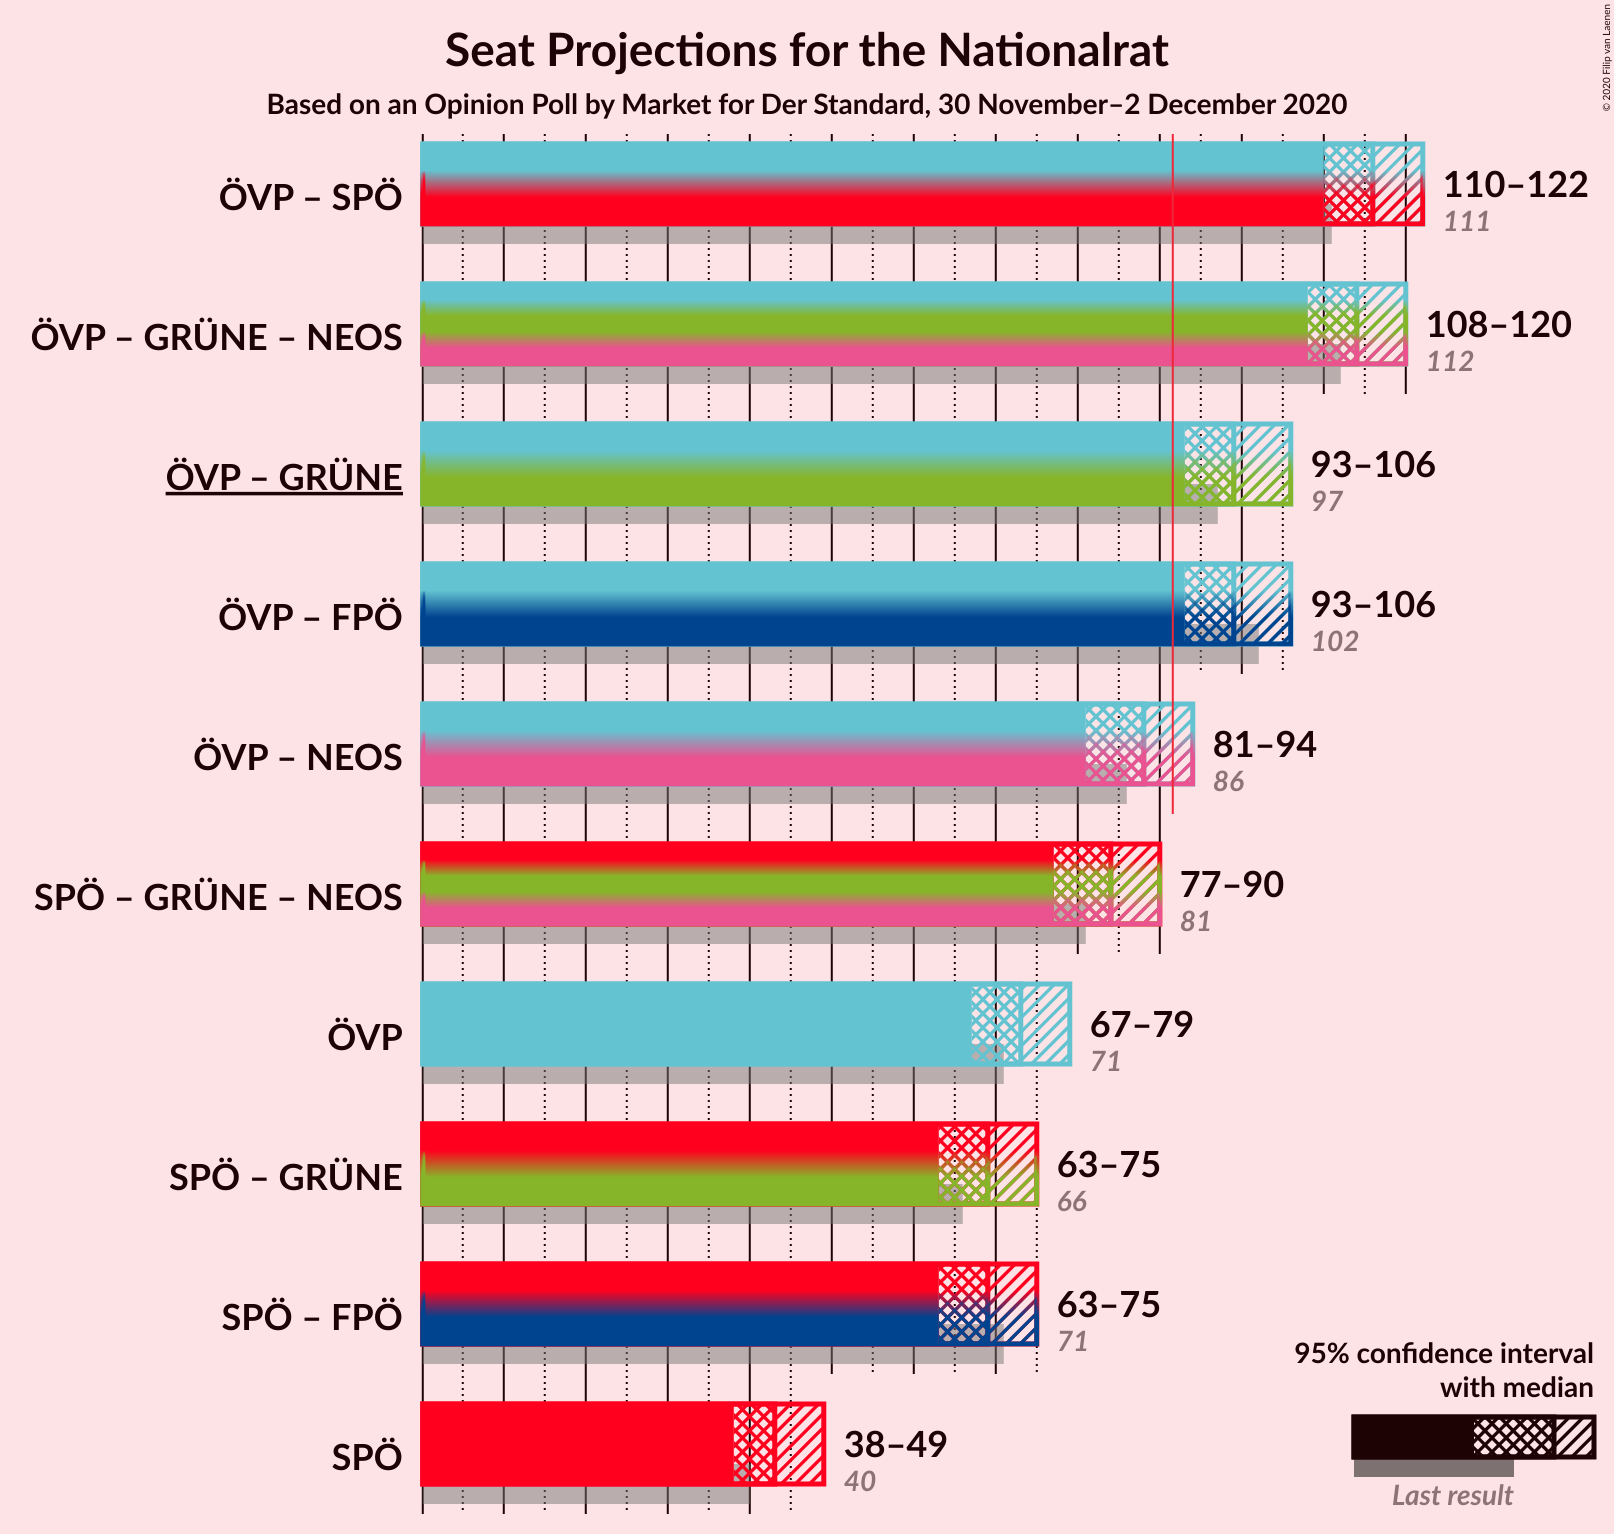 Seat Projections for the Nationalrat
Based on an Opinion Poll by Market for Der Standard, 30 November–2 December 2020
© 2020 Filip van Laenen
ÖVP – SPÖ
110–122
111
ÖVP – GRÜNE – NEOS
108–120
112
ÖVP – GRÜNE
93–106
97
ÖVP – FPÖ
93–106
102
ÖVP – NEOS
81–94
86
SPÖ – GRÜNE – NEOS
77–90
81
ÖVP
67–79
71
SPÖ – GRÜNE
63–75
66
SPÖ – FPÖ
63–75
71
SPÖ
38–49
40
95% confidence interval
with median
Last result